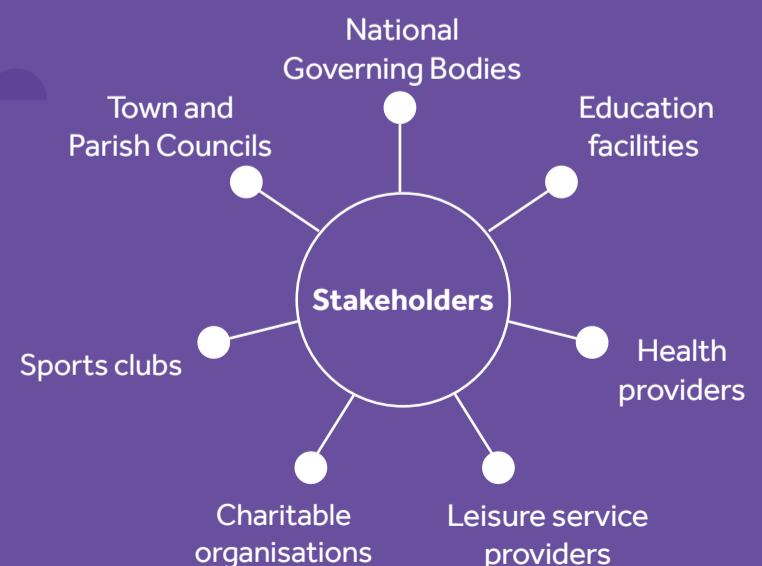 National
Governing Bodies
Town and
Parish Councils
Education
facilities
Stakeholders
Sports clubs
Health
providers
Charitable
organisations
Leisure service
providers